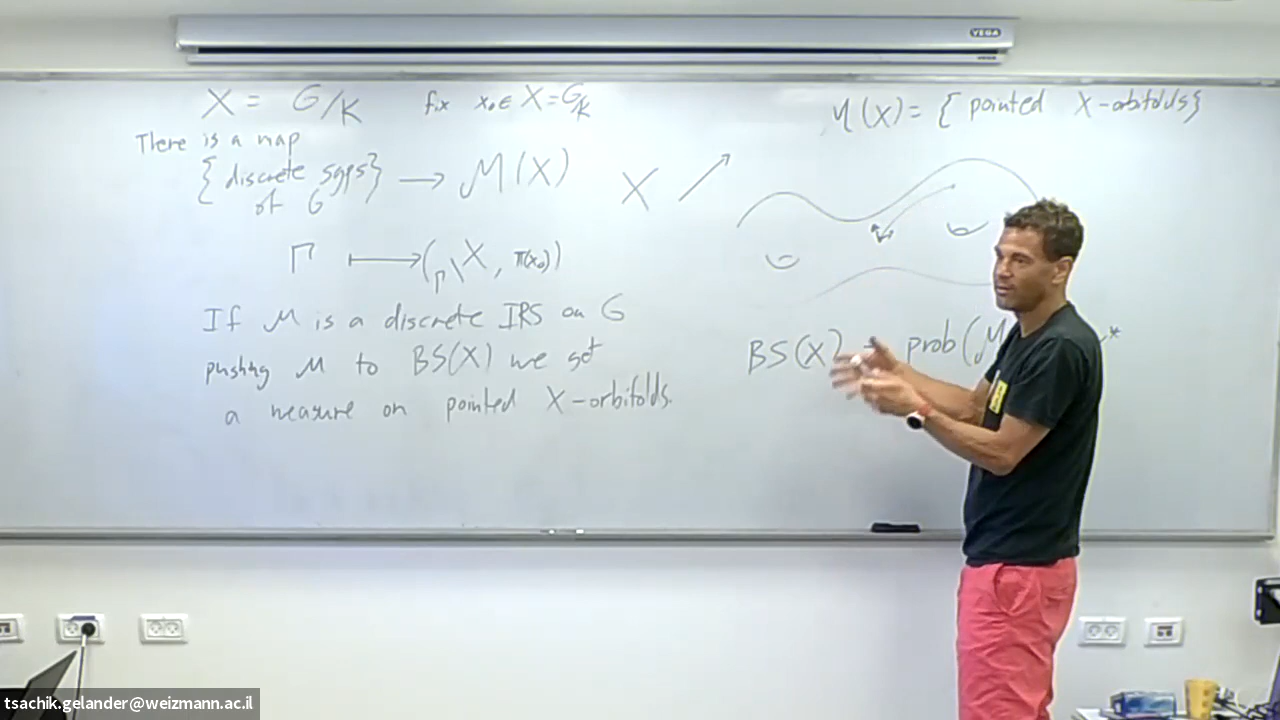 VEGA
X = G/K fix x₀ ∈ X = G/K
There is a map
{discrete sgps of G} → M(X)
Γ ↦ (Γ\X, π(x₀))
If M is a discrete IRS on G
pushing M to BS(X) we get
a measure on pointed X-orbifolds.
M(X) = { pointed X-orbifolds}
X
BS(X) = prob(M
tsachik.gelander@weizmann.ac.il